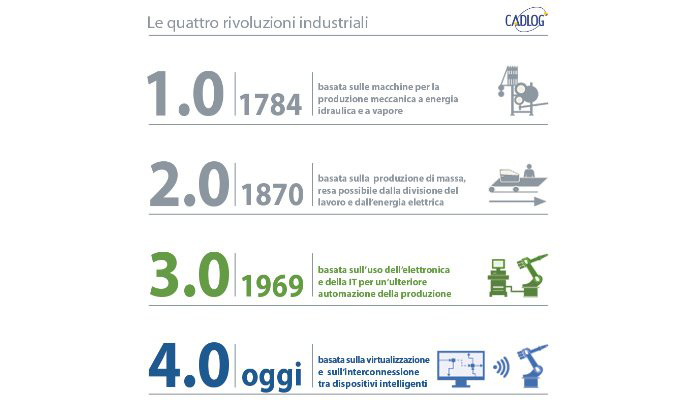 Le quattro rivoluzioni industriali
CADLOG
1.0
1784
basata sulle macchine per la
produzione meccanica a energia
idraulica e a vapore
2.0
1870
basata sulla produzione di massa,
resa possibile dalla divisione del
lavoro e dall'energia elettrica
3.0
1969
basata sull'uso dell'elettronica
e della IT per un'ulteriore
automazione della produzione
4.0
oggi
basata sulla virtualizzazione
e sull'interconnessione
tra dispositivi intelligenti